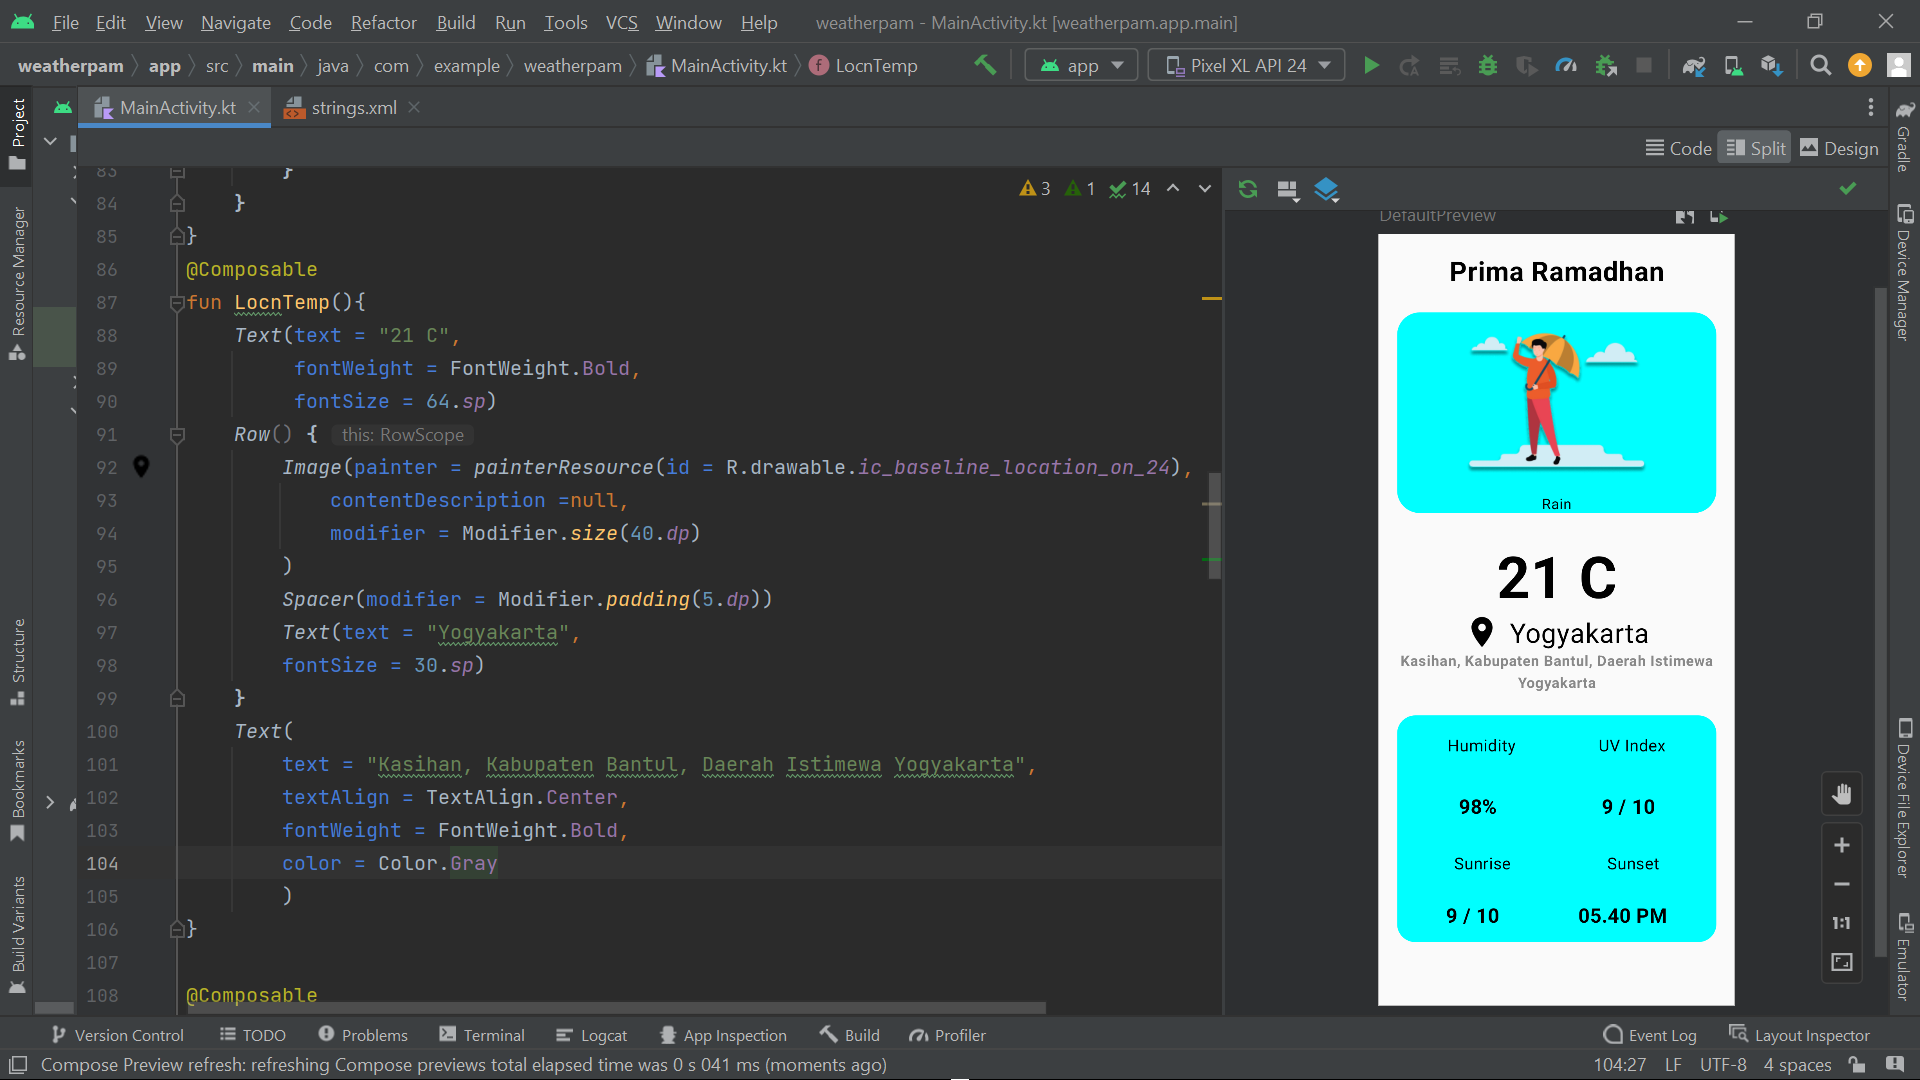 File Edit View Navigate Code Refactor Build Run Tools VCS Window Help weatherpam - MainActivity.kt [weatherpam.app.main]
weatherpam app src main java com example weatherpam MainActivity.kt LocnTemp app Pixel XL API 24
MainActivity.kt strings.xml
Code Split Design
Project
Resource Manager
Structure
Bookmarks
Build Variants
3 1 14
83 }
84 }
85 }
86 @Composable
87 fun LocnTemp(){
88 Text(text = "21 C",
89 fontWeight = FontWeight.Bold,
90 fontSize = 64.sp)
91 Row() { this: RowScope
92 Image(painter = painterResource(id = R.drawable.ic_baseline_location_on_24),
93 contentDescription =null,
94 modifier = Modifier.size(40.dp)
95 )
96 Spacer(modifier = Modifier.padding(5.dp))
97 Text(text = "Yogyakarta",
98 fontSize = 30.sp)
99 }
100 Text(
101 text = "Kasihan, Kabupaten Bantul, Daerah Istimewa Yogyakarta",
102 textAlign = TextAlign.Center,
103 fontWeight = FontWeight.Bold,
104 color = Color.Gray
105 )
106 }
107
108 @Composable
DefaultPreview
Prima Ramadhan
Rain
21 C
Yogyakarta
Kasihan, Kabupaten Bantul, Daerah Istimewa
Yogyakarta
Humidity UV Index
98% 9 / 10
Sunrise Sunset
9 / 10 05.40 PM
1:1
Gradle
Device Manager
Device File Explorer
Emulator
Version Control TODO Problems Terminal Logcat App Inspection Build Profiler Event Log Layout Inspector
Compose Preview refresh: refreshing Compose previews total elapsed time was 0 s 041 ms (moments ago) 104:27 LF UTF-8 4 spaces